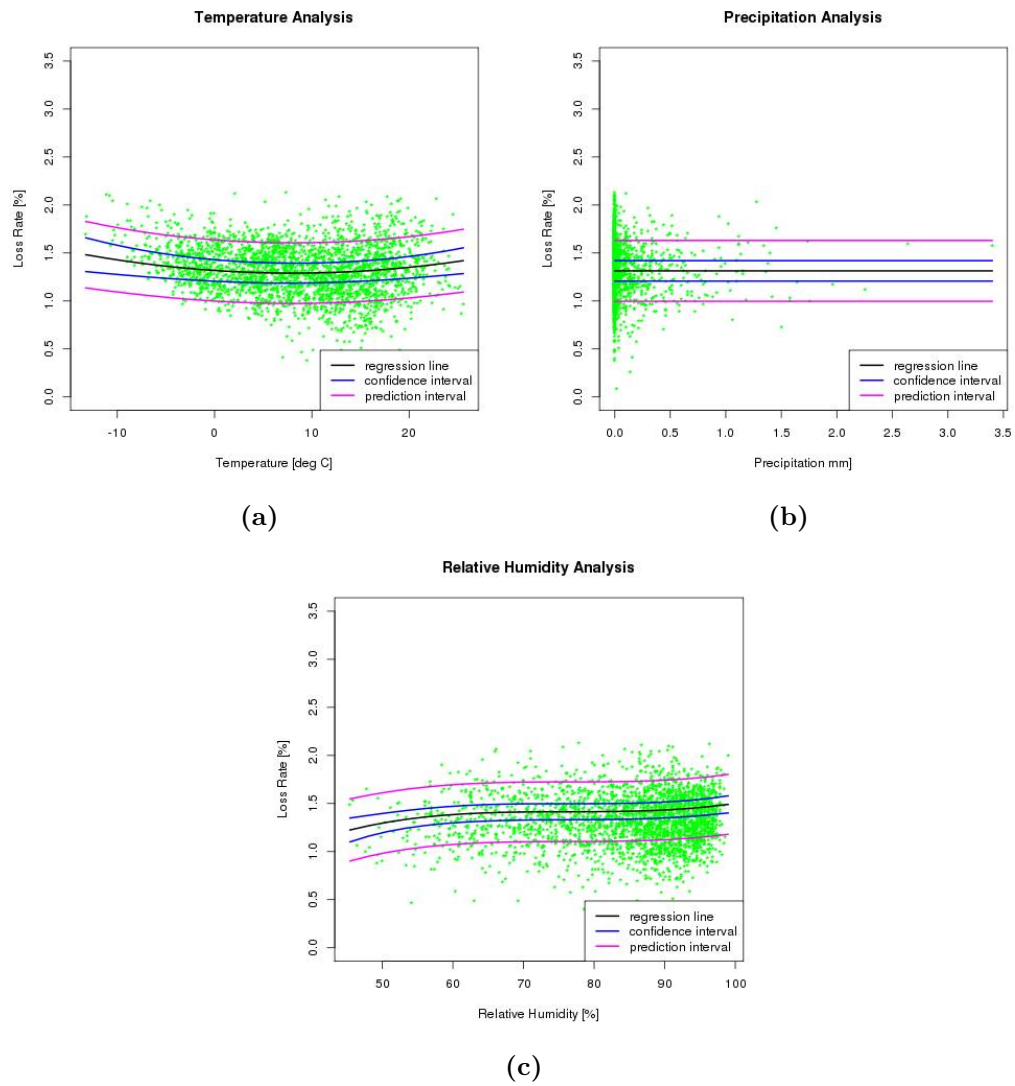 Temperature Analysis
Loss Rate [%]
3.5
3.0
2.5
2.0
1.5
1.0
0.5
0.0
regression line
confidence interval
prediction interval
-10 0 10 20
Temperature [deg C]
(a)
Precipitation Analysis
Loss Rate [%]
3.5
3.0
2.5
2.0
1.5
1.0
0.5
0.0
regression line
confidence interval
prediction interval
0.0 0.5 1.0 1.5 2.0 2.5 3.0 3.5
Precipitation mm]
(b)
Relative Humidity Analysis
Loss Rate [%]
3.5
3.0
2.5
2.0
1.5
1.0
0.5
0.0
regression line
confidence interval
prediction interval
50 60 70 80 90 100
Relative Humidity [%]
(c)